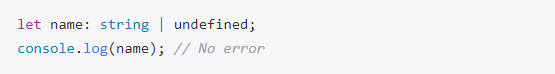 let name: string | undefined;
console.log(name); // No error